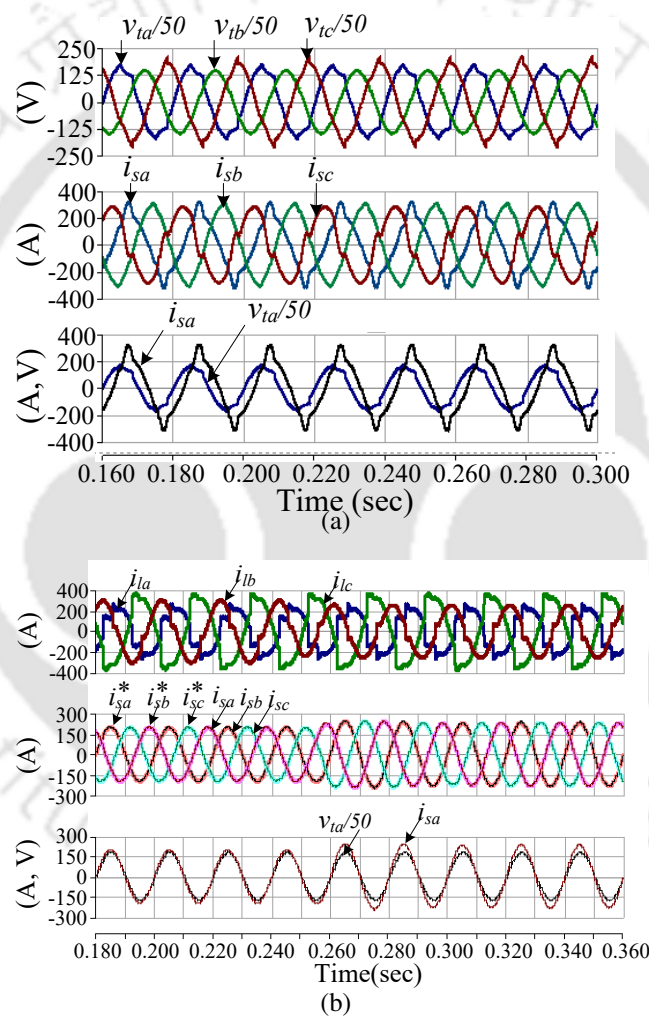 v_ta/50 v_tb/50 v_tc/50
250
125
0
-125
-250
(V)
i_sa i_sb i_sc
400
200
0
-200
-400
(A)
i_sa v_ta/50
400
200
0
-200
-400
(A, V)
0.160 0.180 0.200 0.220 0.240 0.260 0.280 0.300
Time (sec)
(a)
i_la i_lb i_lc
400
200
0
-200
-400
(A)
i*_sa i*_sb i*_sc i_sa i_sb i_sc
300
150
0
-150
-300
(A)
v_ta/50 i_sa
300
150
0
-150
-300
(A, V)
0.180 0.200 0.220 0.240 0.260 0.280 0.300 0.320 0.340 0.360
Time(sec)
(b)